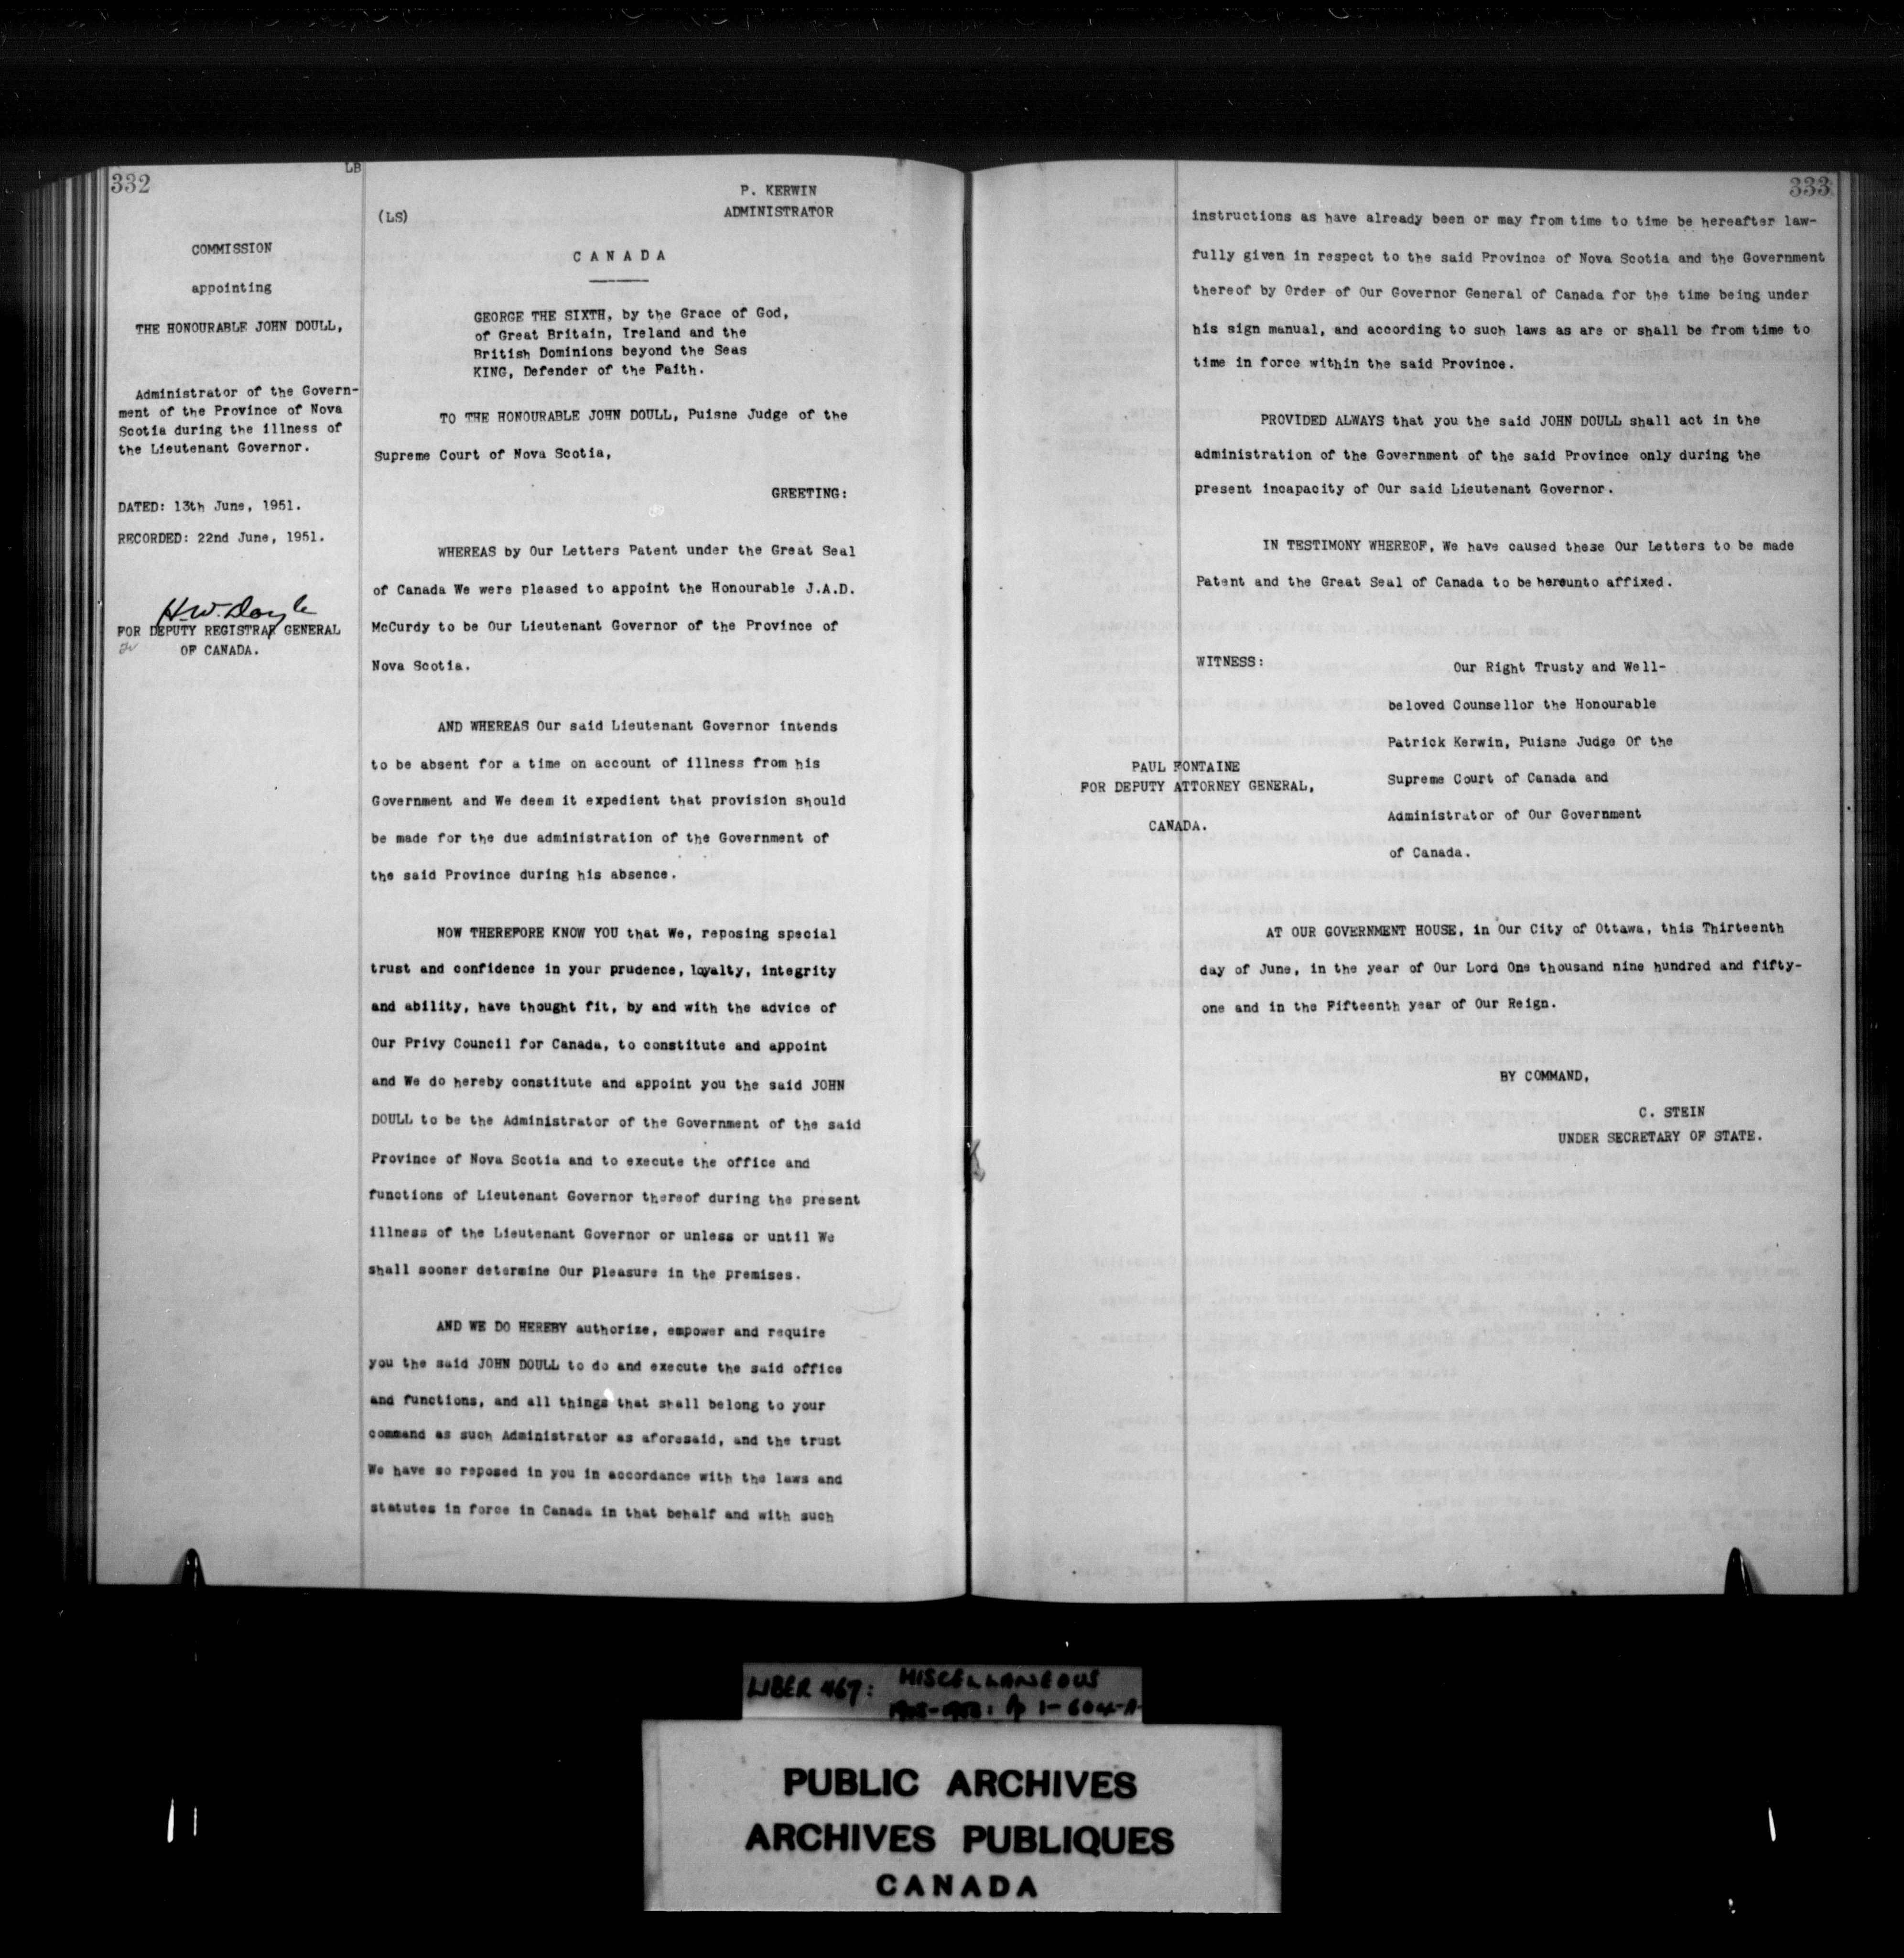 332
LB
COMMISSION
appointing
THE HONOURABLE JOHN DOULL,
Administrator of the Govern-
ment of the Province of Nova
Scotia during the illness of
the Lieutenant Governor.
DATED: 13th June, 1951.
RECORDED: 22nd June, 1951.
H.W. Doyle
FOR DEPUTY REGISTRAR GENERAL
OF CANADA.
P. KERWIN
(LS) ADMINISTRATOR
CANADA
GEORGE THE SIXTH, by the Grace of God,
of Great Britain, Ireland and the
British Dominions beyond the Seas
KING, Defender of the Faith.
TO THE HONOURABLE JOHN DOULL, Puisne Judge of the
Supreme Court of Nova Scotia,
GREETING:
WHEREAS by Our Letters Patent under the Great Seal
of Canada We were pleased to appoint the Honourable J.A.D.
McCurdy to be Our Lieutenant Governor of the Province of
Nova Scotia.
AND WHEREAS Our said Lieutenant Governor intends
to be absent for a time on account of illness from his
Government and We deem it expedient that provision should
be made for the due administration of the Government of
the said Province during his absence.
NOW THEREFORE KNOW YOU that We, reposing special
trust and confidence in your prudence, loyalty, integrity
and ability, have thought fit, by and with the advice of
Our Privy Council for Canada, to constitute and appoint
and We do hereby constitute and appoint you the said JOHN
DOULL to be the Administrator of the Government of the said
Province of Nova Scotia and to execute the office and
functions of Lieutenant Governor thereof during the present
illness of the Lieutenant Governor or unless or until We
shall sooner determine Our Pleasure in the premises.
AND WE DO HEREBY authorize, empower and require
you the said JOHN DOULL to do and execute the said office
and functions, and all things that shall belong to your
command as such Administrator as aforesaid, and the trust
We have so reposed in you in accordance with the laws and
statutes in force in Canada in that behalf and with such
333
instructions as have already been or may from time to time be hereafter law-
fully given in respect to the said Province of Nova Scotia and the Government
thereof by Order of Our Governor General of Canada for the time being under
his sign manual, and according to such laws as are or shall be from time to
time in force within the said Province.
PROVIDED ALWAYS that you the said JOHN DOULL shall act in the
administration of the Government of the said Province only during the
present incapacity of Our said Lieutenant Governor.
IN TESTIMONY WHEREOF, We have caused these Our Letters to be made
Patent and the Great Seal of Canada to be hereunto affixed.
WITNESS:
Our Right Trusty and Well-
beloved Counsellor the Honourable
Patrick Kerwin, Puisne Judge Of the
Supreme Court of Canada and
Administrator of Our Government
of Canada.
PAUL FONTAINE
FOR DEPUTY ATTORNEY GENERAL,
CANADA.
AT OUR GOVERNMENT HOUSE, in Our City of Ottawa, this Thirteenth
day of June, in the year of Our Lord One thousand nine hundred and fifty-
one and in the Fifteenth year of Our Reign.
BY COMMAND,
C. STEIN
UNDER SECRETARY OF STATE.
LIBER 467: MISCELLANEOUS
PUBLIC ARCHIVES
ARCHIVES PUBLIQUES
CANADA